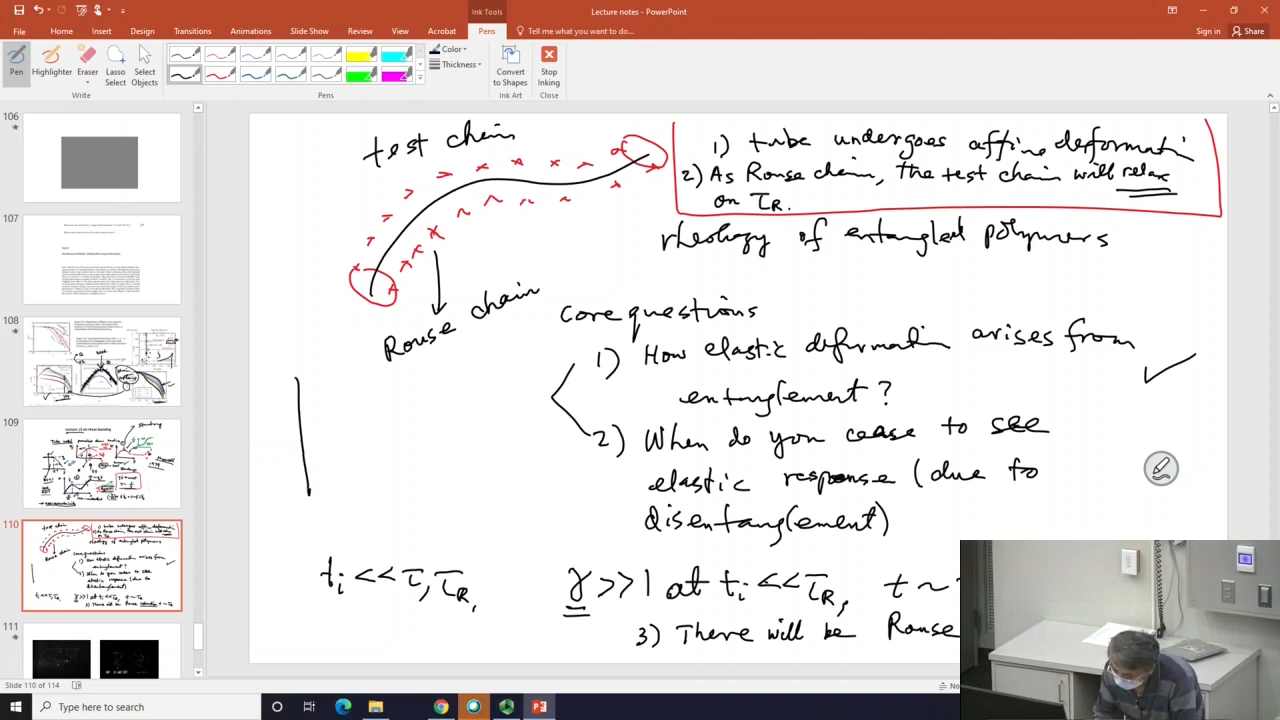 Ink Tools
Lecture notes - PowerPoint
File Home Insert Design Transitions Animations Slide Show Review View Acrobat Pens Tell me what you want to do... Sign in Share
Pen Highlighter Eraser Lasso Select Select Objects
Color
Thickness
Convert to Shapes
Stop Inking
Write Pens Ink Art Close
106
107
108
109
110
111
test chain
1) tube undergoes affine deformati
2) As Rouse chain, the test chain will relax
on τR.
rheology of entangled polymers
Rouse chain
core questions
1) How elastic deformation arises from
entanglement?
2) When do you cease to see
elastic response (due to
disentanglement)
ti << τ, τR,
γ >> 1 at ti << τR, t ~
3) There will be Rouse
Slide 110 of 114
Type here to search